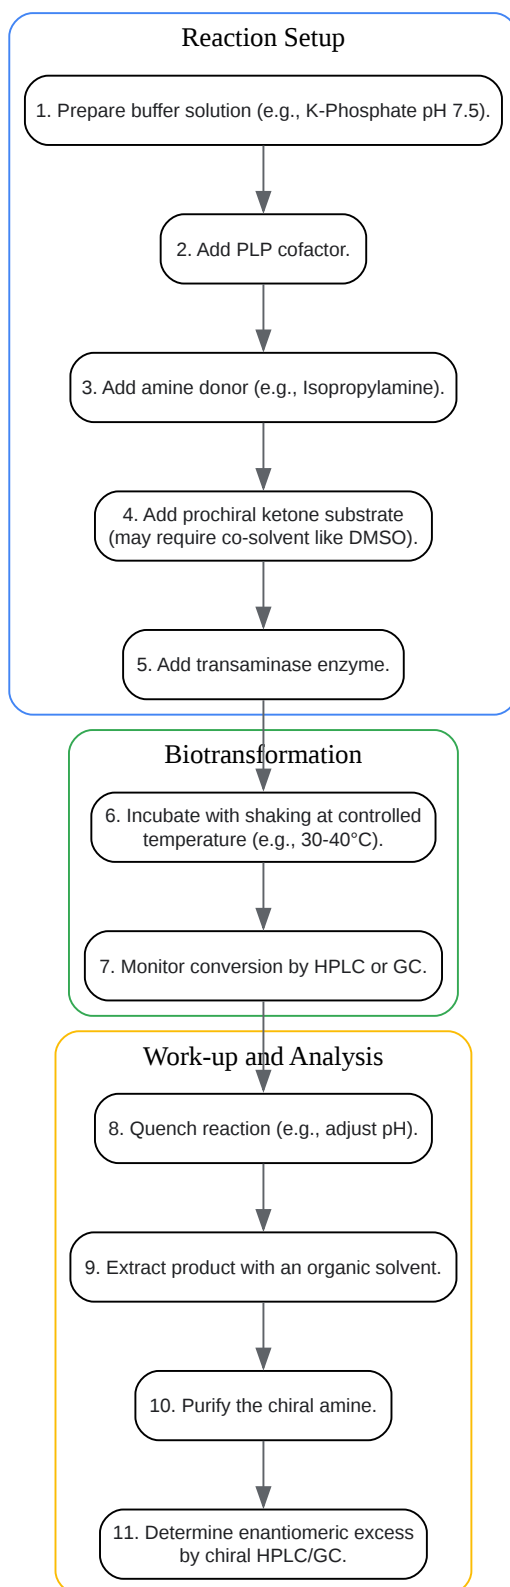 Reaction Setup
1. Prepare buffer solution (e.g., K-Phosphate pH 7.5).
2. Add PLP cofactor.
3. Add amine donor (e.g., Isopropylamine).
4. Add prochiral ketone substrate
(may require co-solvent like DMSO).
5. Add transaminase enzyme.
Biotransformation
6. Incubate with shaking at controlled
temperature (e.g., 30-40°C).
7. Monitor conversion by HPLC or GC.
Work-up and Analysis
8. Quench reaction (e.g., adjust pH).
9. Extract product with an organic solvent.
10. Purify the chiral amine.
11. Determine enantiomeric excess
by chiral HPLC/GC.